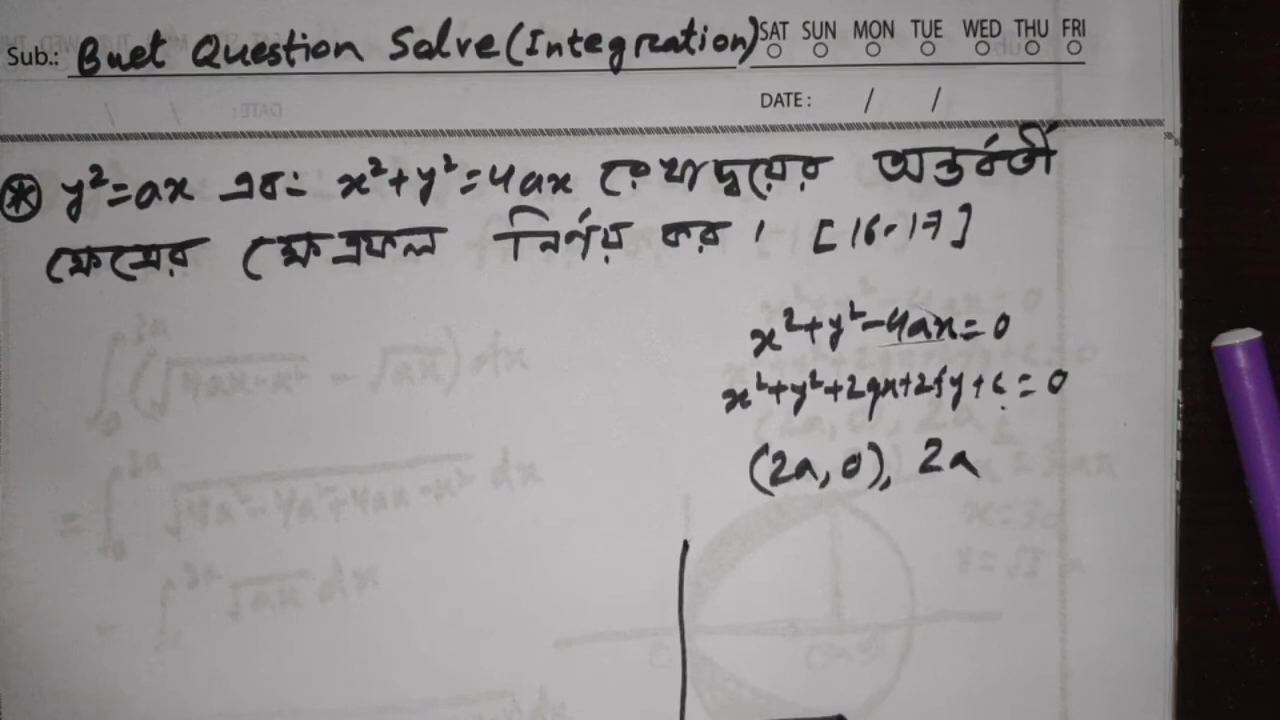 Sub.: Buet Question Solve (Integration)
SAT SUN MON TUE WED THU FRI
DATE: / /
* y²=ax এবং x²+y²=4ax রেখাদ্বয়ের অন্তর্বর্তী
ক্ষেত্রের ক্ষেত্রফল নির্ণয় কর। [16-17]
x²+y²-4ax=0
x²+y²+2gx+2fy+c=0
(2a,0), 2a